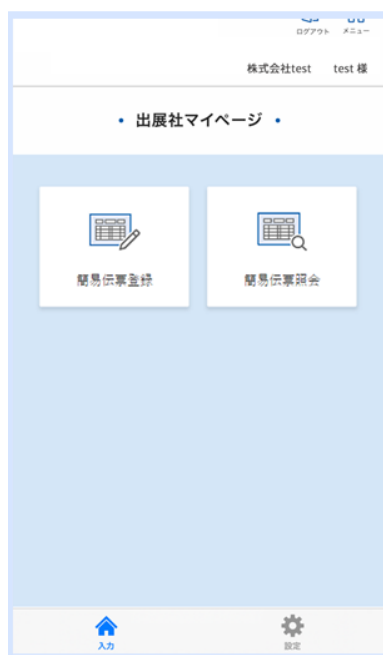 ログアウト メニュー
株式会社test test 様
・ 出展社マイページ ・
簡易伝票登録 簡易伝票照会
入力 設定